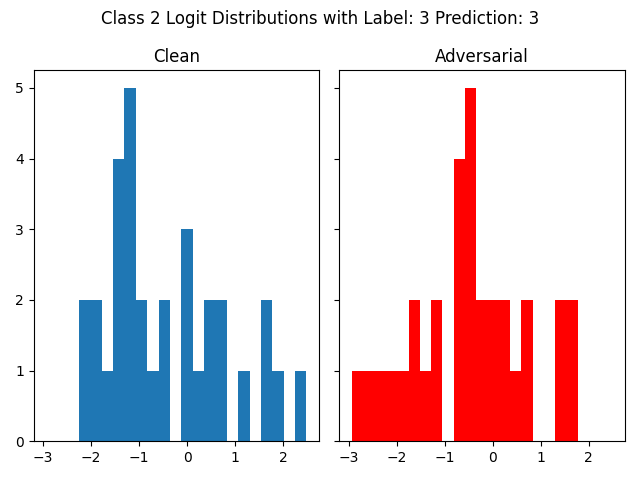 Class 2 Logit Distributions with Label: 3 Prediction: 3
Clean
Adversarial
5
4
3
2
1
0
−3 −2 −1 0 1 2
−3 −2 −1 0 1 2